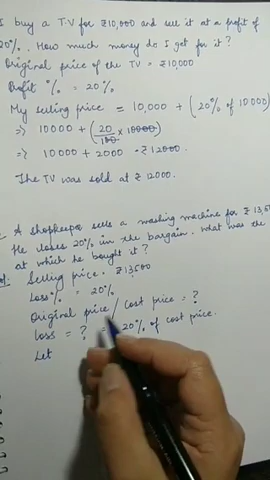 I buy a T.V for ₹10,000 and sell it at a profit of
20%. How much money do I get for it?
Original price of the TV = ₹10,000
Profit % = 20%
My selling price = 10,000 + (20% of 10000)
⇒ 10000 + (20/100 × 10000)
⇒ 10000 + 2000 = ₹ 12000.
The TV was sold at ₹ 12000.
A shopkeeper sells a washing machine for ₹ 13,5
He loses 20% in the bargain. What was the
at which he bought it?
Selling price = ₹13,500
Loss% = 20%
Original price / cost price = ?
loss = ? = 20% of cost price.
Let